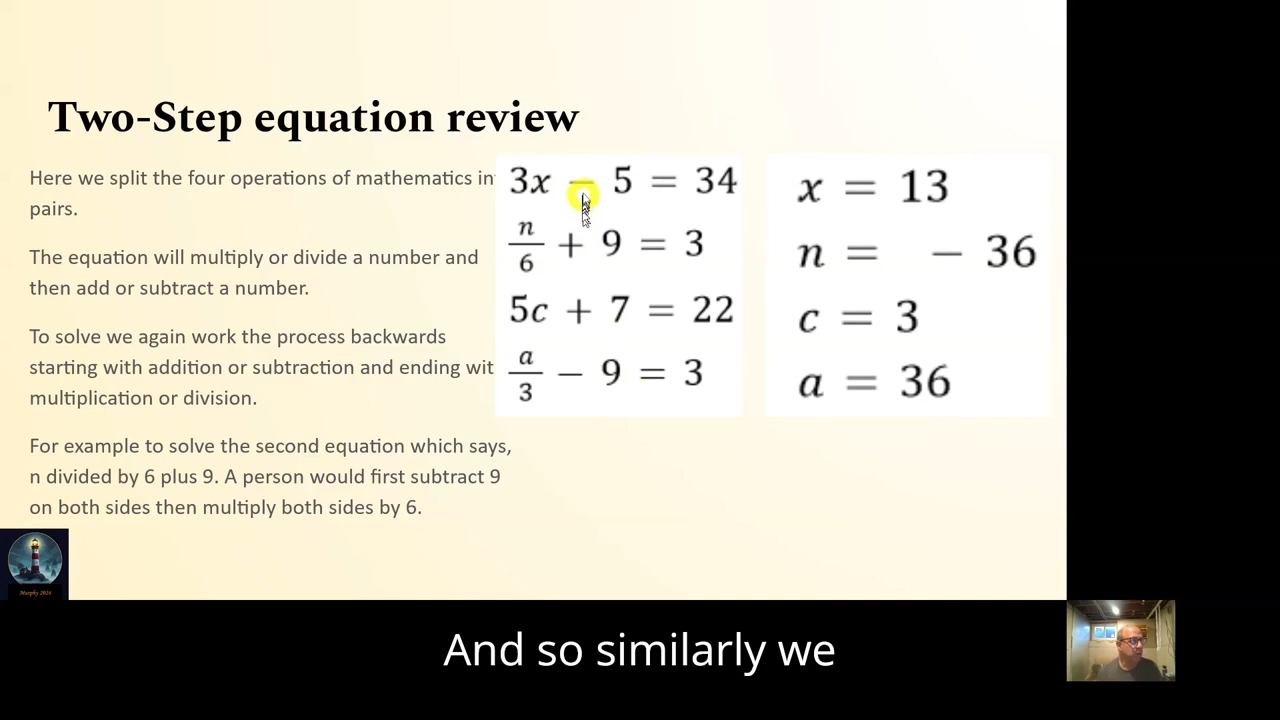 Two-Step equation review
Here we split the four operations of mathematics in
pairs.
The equation will multiply or divide a number and
then add or subtract a number.
To solve we again work the process backwards
starting with addition or subtraction and ending wit
multiplication or division.
For example to solve the second equation which says,
n divided by 6 plus 9. A person would first subtract 9
on both sides then multiply both sides by 6.
3x − 5 = 34
n/6 + 9 = 3
5c + 7 = 22
a/3 − 9 = 3
x = 13
n = − 36
c = 3
a = 36
Murphy 2024
And so similarly we